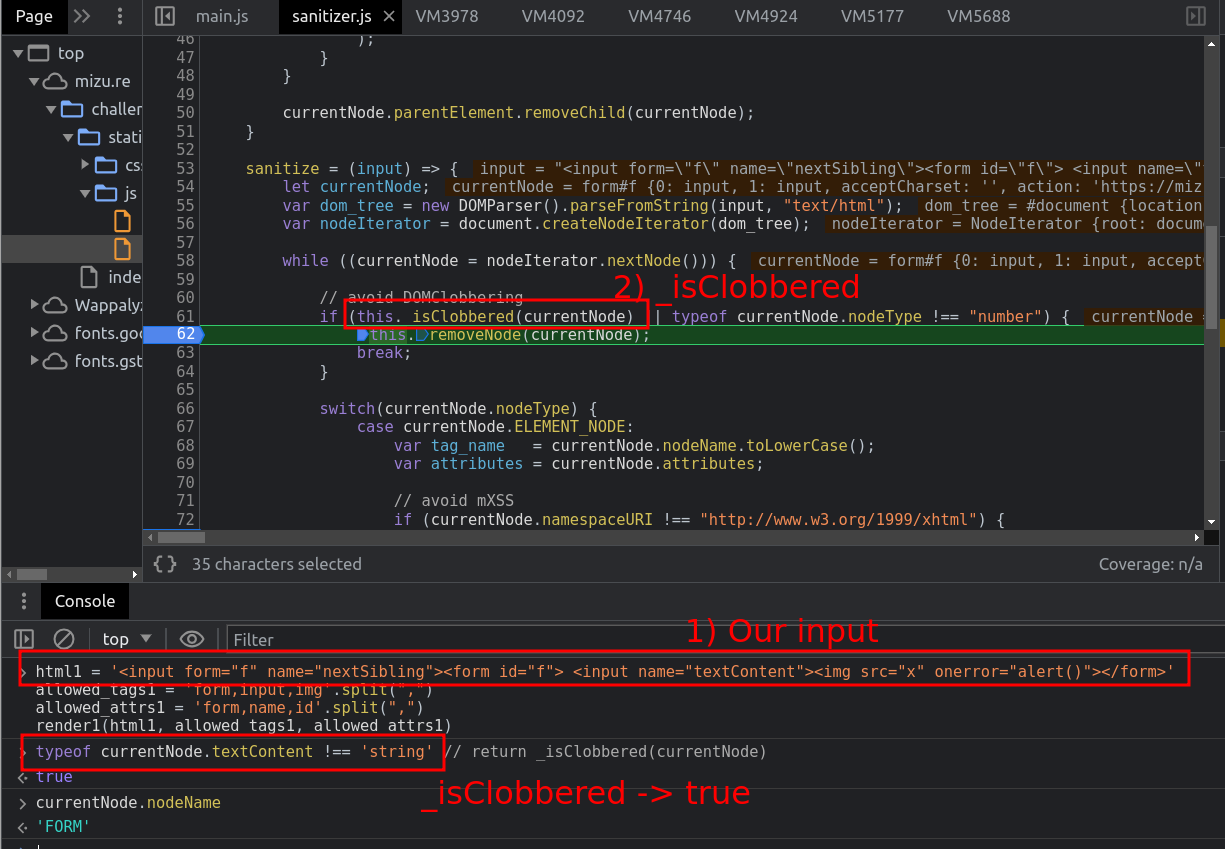 Page
main.js
sanitizer.js
VM3978
VM4092
VM4746
VM4924
VM5177
VM5688
top
mizu.re
challer
stati
cs
js
inde
Wappalyz
fonts.goo
fonts.gst
46 );
47 }
48 }
49
50 currentNode.parentElement.removeChild(currentNode);
51 }
52
53 sanitize = (input) => { input = "<input form=\"f\" name=\"nextSibling\"><form id=\"f\"> <input name=\"t
54 let currentNode; currentNode = form#f {0: input, 1: input, acceptCharset: '', action: 'https://miz
55 var dom_tree = new DOMParser().parseFromString(input, "text/html"); dom_tree = #document {location
56 var nodeIterator = document.createNodeIterator(dom_tree); nodeIterator = NodeIterator {root: docum
57
58 while ((currentNode = nodeIterator.nextNode())) { currentNode = form#f {0: input, 1: input, accept
59
2) _isClobbered
60 // avoid DOMClobbering
61 if (this._isClobbered(currentNode) || typeof currentNode.nodeType !== "number") { currentNode =
62 this._removeNode(currentNode);
63 break;
64 }
65
66 switch(currentNode.nodeType) {
67 case currentNode.ELEMENT_NODE:
68 var tag_name = currentNode.nodeName.toLowerCase();
69 var attributes = currentNode.attributes;
70
71 // avoid mXSS
72 if (currentNode.namespaceURI !== "http://www.w3.org/1999/xhtml") {
{} 35 characters selected
Coverage: n/a
Console
top
Filter
1) Our input
html1 = '<input form="f" name="nextSibling"><form id="f"> <input name="textContent"><img src="x" onerror="alert()"></form>'
allowed_tags1 = 'form,input,img'.split(",")
allowed_attrs1 = 'form,name,id'.split(",")
render1(html1, allowed_tags1, allowed_attrs1)
typeof currentNode.textContent !== 'string' // return _isClobbered(currentNode)
true
_isClobbered -> true
currentNode.nodeName
'FORM'